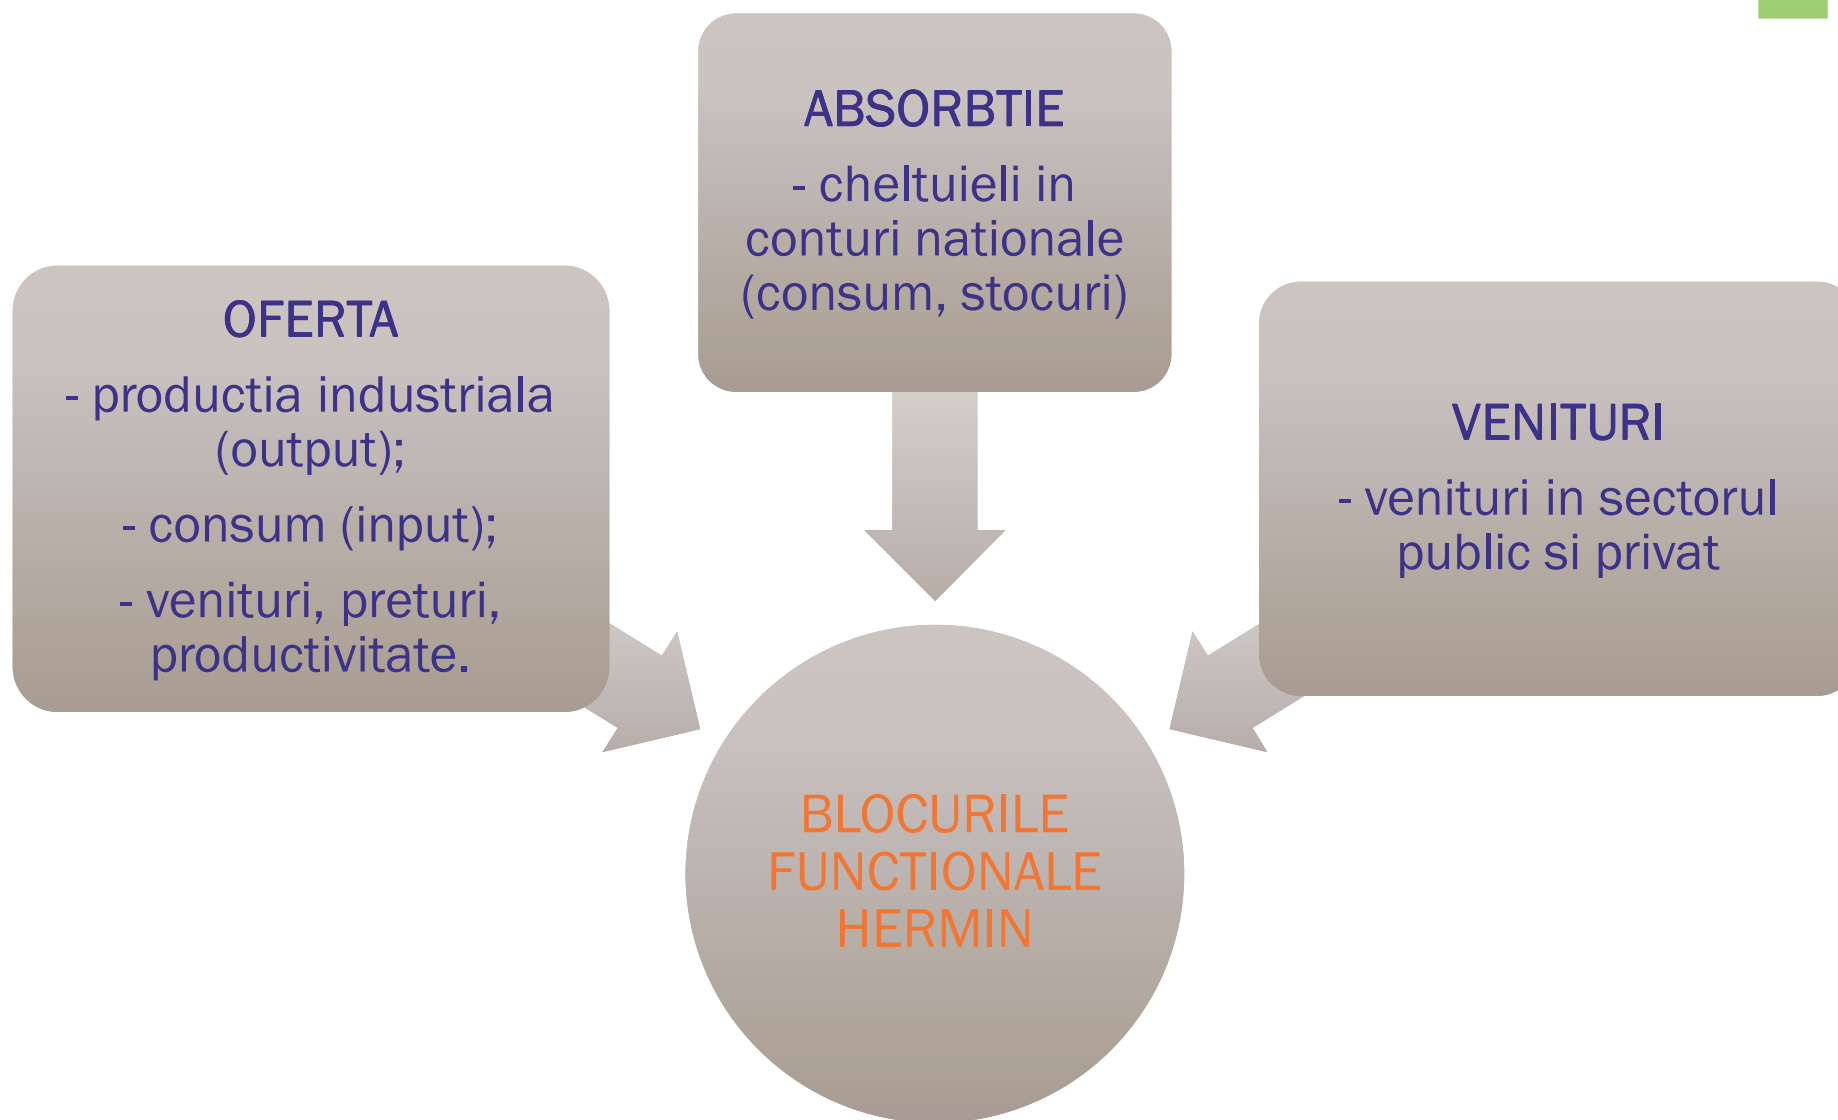 ABSORBTIE
- cheltuieli in
conturi nationale
(consum, stocuri)
OFERTA
- productia industriala
(output);
- consum (input);
- venituri, preturi,
productivitate.
VENITURI
- venituri in sectorul
public si privat
BLOCURILE
FUNCTIONALE
HERMIN